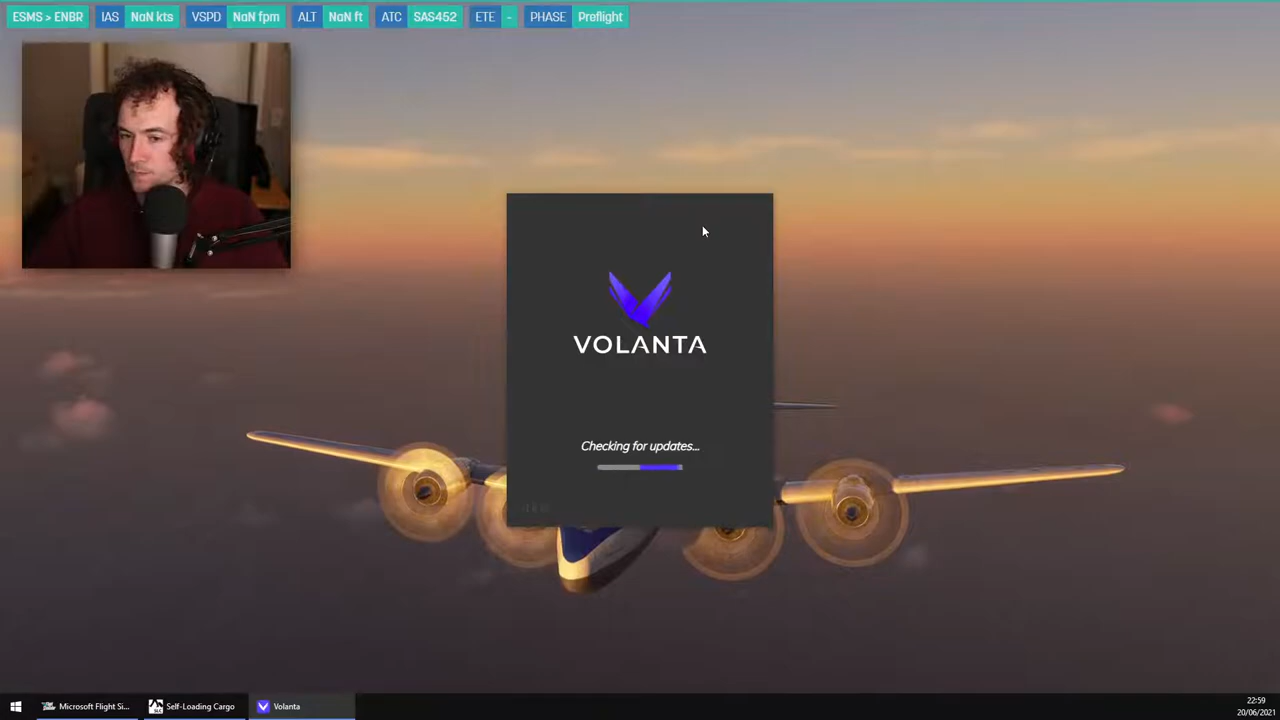 ESMS > ENBR IAS NaN kts VSPD NaN fpm ALT NaN ft ATC SAS452 ETE - PHASE Preflight
VOLANTA
Checking for updates...
Microsoft Flight Si... Self-Loading Cargo Volanta
22:59
20/06/2021